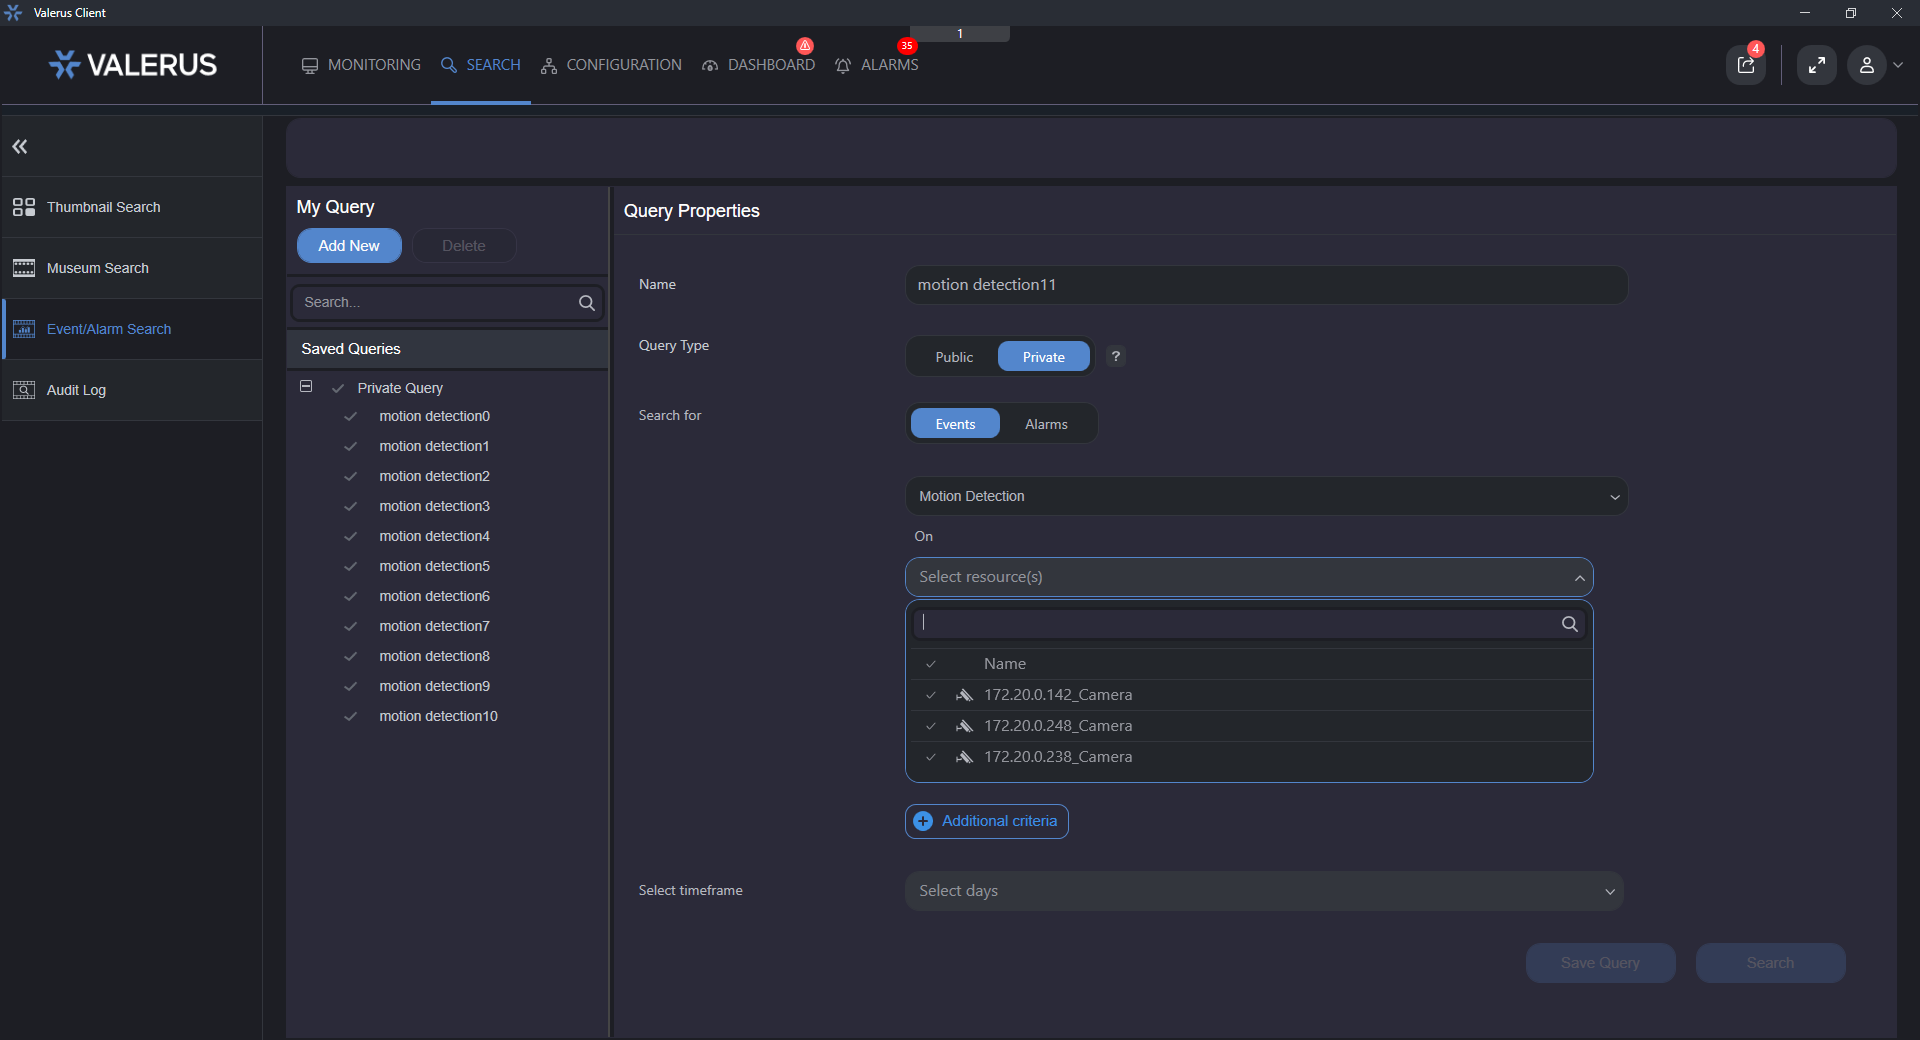 Valerus Client
1
VALERUS
MONITORING
SEARCH
CONFIGURATION
DASHBOARD
35
ALARMS
4
Thumbnail Search
Museum Search
Event/Alarm Search
Audit Log
My Query
Add New
Delete
Search...
Saved Queries
Private Query
motion detection0
motion detection1
motion detection2
motion detection3
motion detection4
motion detection5
motion detection6
motion detection7
motion detection8
motion detection9
motion detection10
Query Properties
Name
motion detection11
Query Type
Public
Private
?
Search for
Events
Alarms
Motion Detection
On
Select resource(s)
Name
172.20.0.142_Camera
172.20.0.248_Camera
172.20.0.238_Camera
Additional criteria
Select timeframe
Select days
Save Query
Search